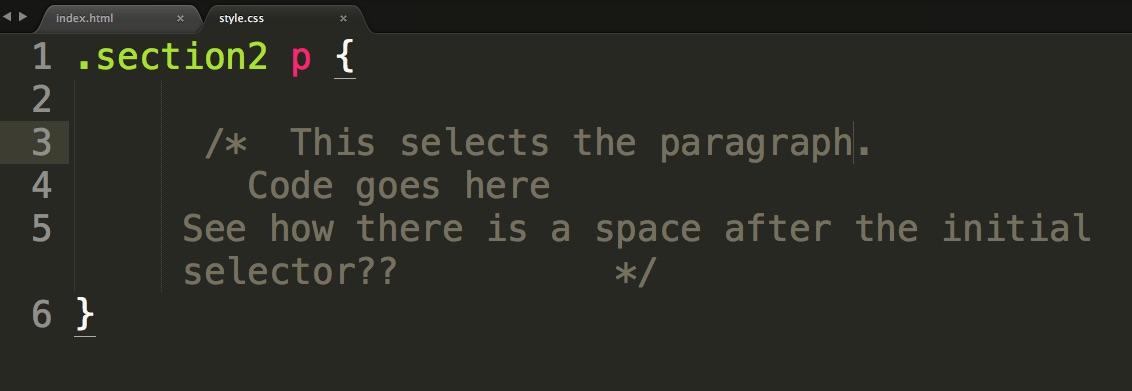 index.html × style.css ×
1 .section2 p {
2
3 /* This selects the paragraph.
4 Code goes here
5 See how there is a space after the initial
selector?? */
6 }